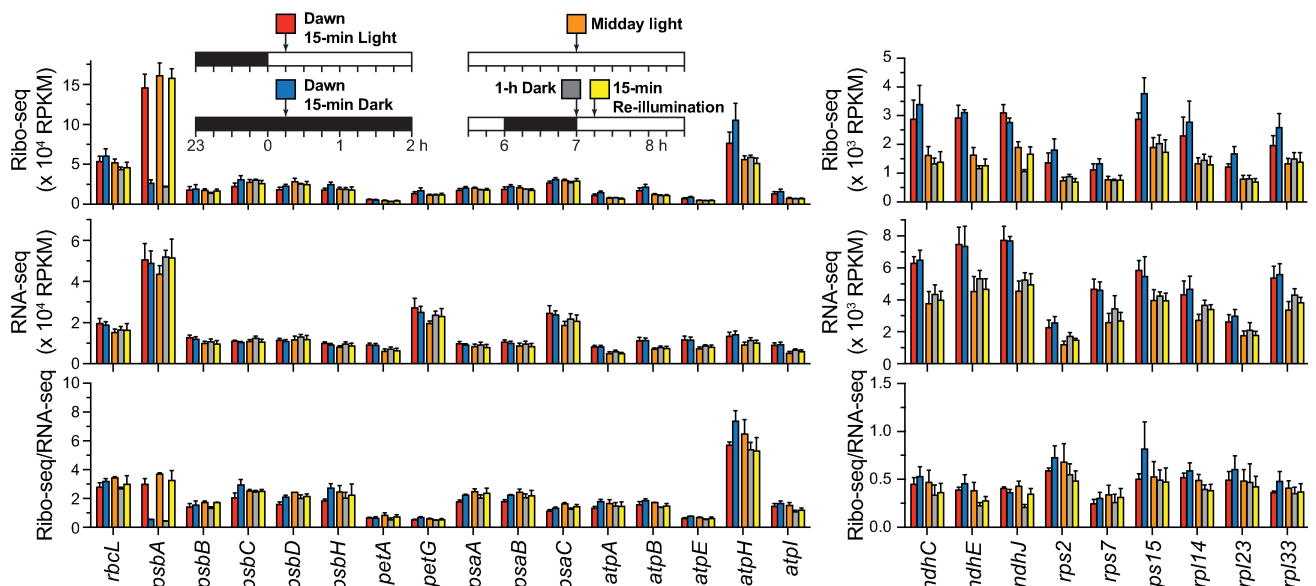 Dawn
15-min Light
Midday light
Dawn
15-min Dark
1-h Dark
15-min
Re-illumination
23 0 1 2 h
6 7 8 h
Ribo-seq
(x 10⁴ RPKM)
15
10
5
0
RNA-seq
(x 10⁴ RPKM)
6
4
2
0
Ribo-seq/RNA-seq
10
8
6
4
2
0
rbcL
psbA
psbB
psbC
psbD
psbH
petA
petG
psaA
psaB
psaC
atpA
atpB
atpE
atpH
atpI
Ribo-seq
(x 10³ RPKM)
5
4
3
2
1
0
RNA-seq
(x 10³ RPKM)
8
6
4
2
0
Ribo-seq/RNA-seq
1.5
1.0
0.5
0.0
ndhC
ndhE
ndhJ
rps2
rps7
rps15
rpl14
rpl23
rpl33